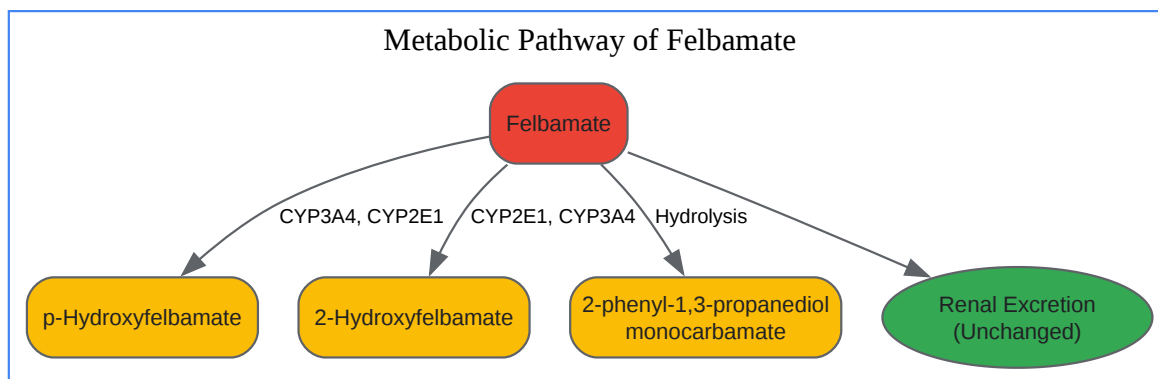 Metabolic Pathway of Felbamate
Felbamate
CYP3A4, CYP2E1
CYP2E1, CYP3A4
Hydrolysis
p-Hydroxyfelbamate
2-Hydroxyfelbamate
2-phenyl-1,3-propanediol
monocarbamate
Renal Excretion
(Unchanged)